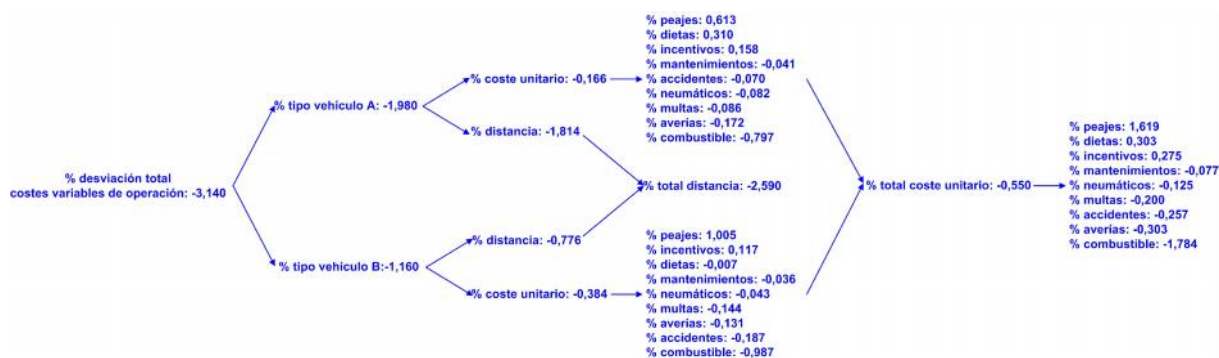 % desviación total
costes variables de operación: -3,140
% tipo vehículo A: -1,980
% tipo vehículo B:-1,160
% coste unitario: -0,166
% distancia: -1,814
% distancia: -0,776
% coste unitario: -0,384
% peajes: 0,613
% dietas: 0,310
% incentivos: 0,158
% mantenimientos: -0,041
% accidentes: -0,070
% neumáticos: -0,082
% multas: -0,086
% averias: -0,172
% combustible: -0,797
% total distancia: -2,590
% peajes: 1,005
% incentivos: 0,117
% dietas: -0,007
% mantenimientos: -0,036
% neumáticos: -0,043
% multas: -0,144
% averias: -0,131
% accidentes: -0,187
% combustible: -0,987
% total coste unitario: -0,550
% peajes: 1,619
% dietas: 0,303
% incentivos: 0,275
% mantenimientos: -0,077
% neumáticos: -0,125
% multas: -0,200
% accidentes: -0,257
% averias: -0,303
% combustible: -1,784